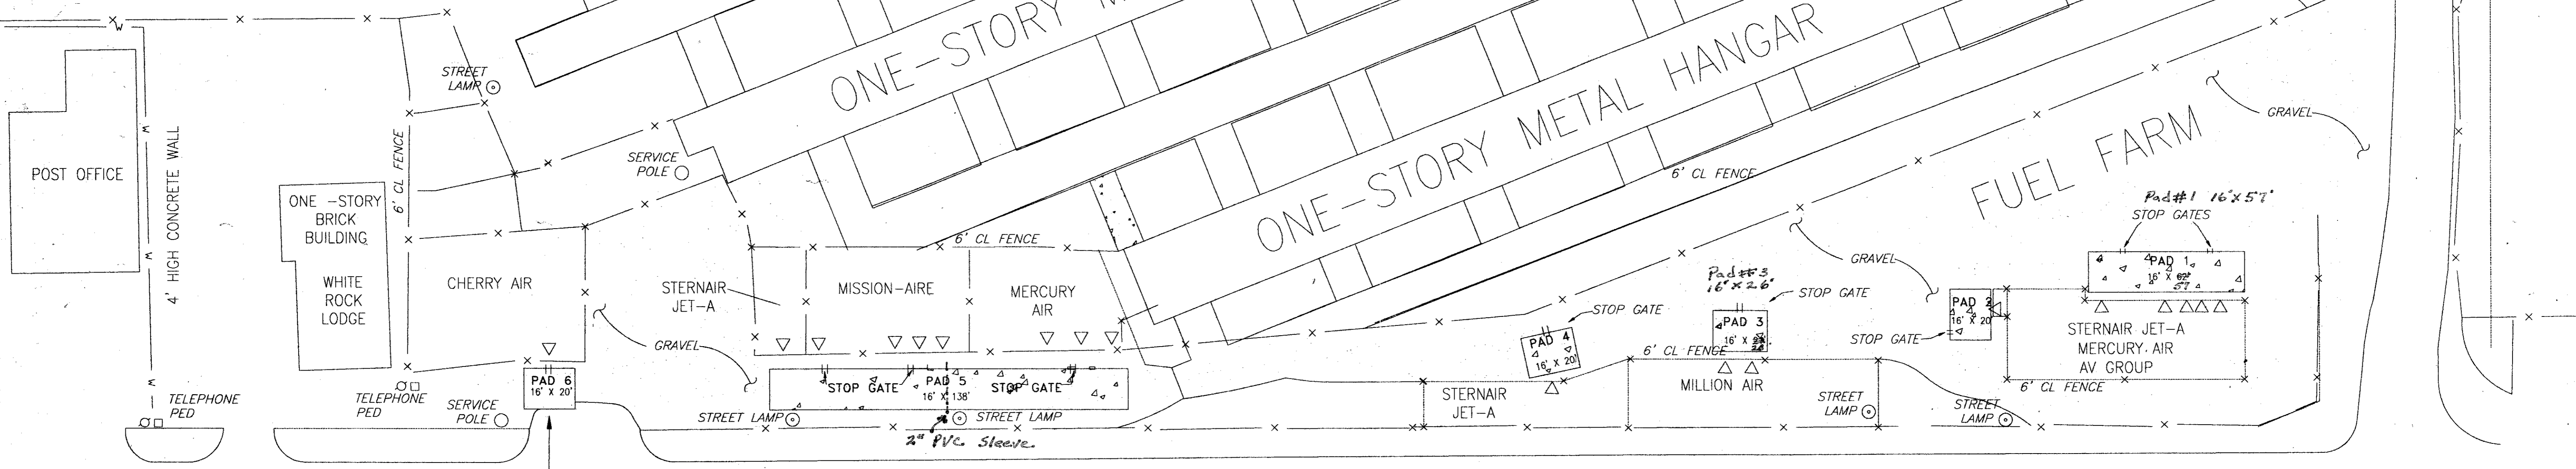 W
ONE-STORY M
ONE-STORY METAL HANGAR
STREET
LAMP
POST OFFICE
4' HIGH CONCRETE WALL
6' CL FENCE
ONE -STORY
BRICK
BUILDING
WHITE
ROCK
LODGE
CHERRY AIR
SERVICE
POLE
STERNAIR
JET-A
GRAVEL
MISSION-AIRE
6' CL FENCE
MERCURY
AIR
6' CL FENCE
FUEL FARM
GRAVEL
Pad#1 16'X57'
STOP GATES
PAD 1
16' X 62'
57
GRAVEL
Pad#3
16'X26'
STOP GATE
PAD 3
16' X
26'
STOP GATE
PAD 4
16' X 20'
PAD 2
16' X 20'
STOP GATE
STERNAIR JET-A
MERCURY AIR
AV GROUP
6' CL FENCE
6' CL FENCE
MILLION AIR
STERNAIR
JET-A
STREET
LAMP
STREET
LAMP
PAD 6
16' X 20'
STOP GATE
PAD 5
16' X 138'
STOP GATE
STREET LAMP
STREET LAMP
2" PVC Sleeve
TELEPHONE
PED
TELEPHONE
PED
SERVICE
POLE